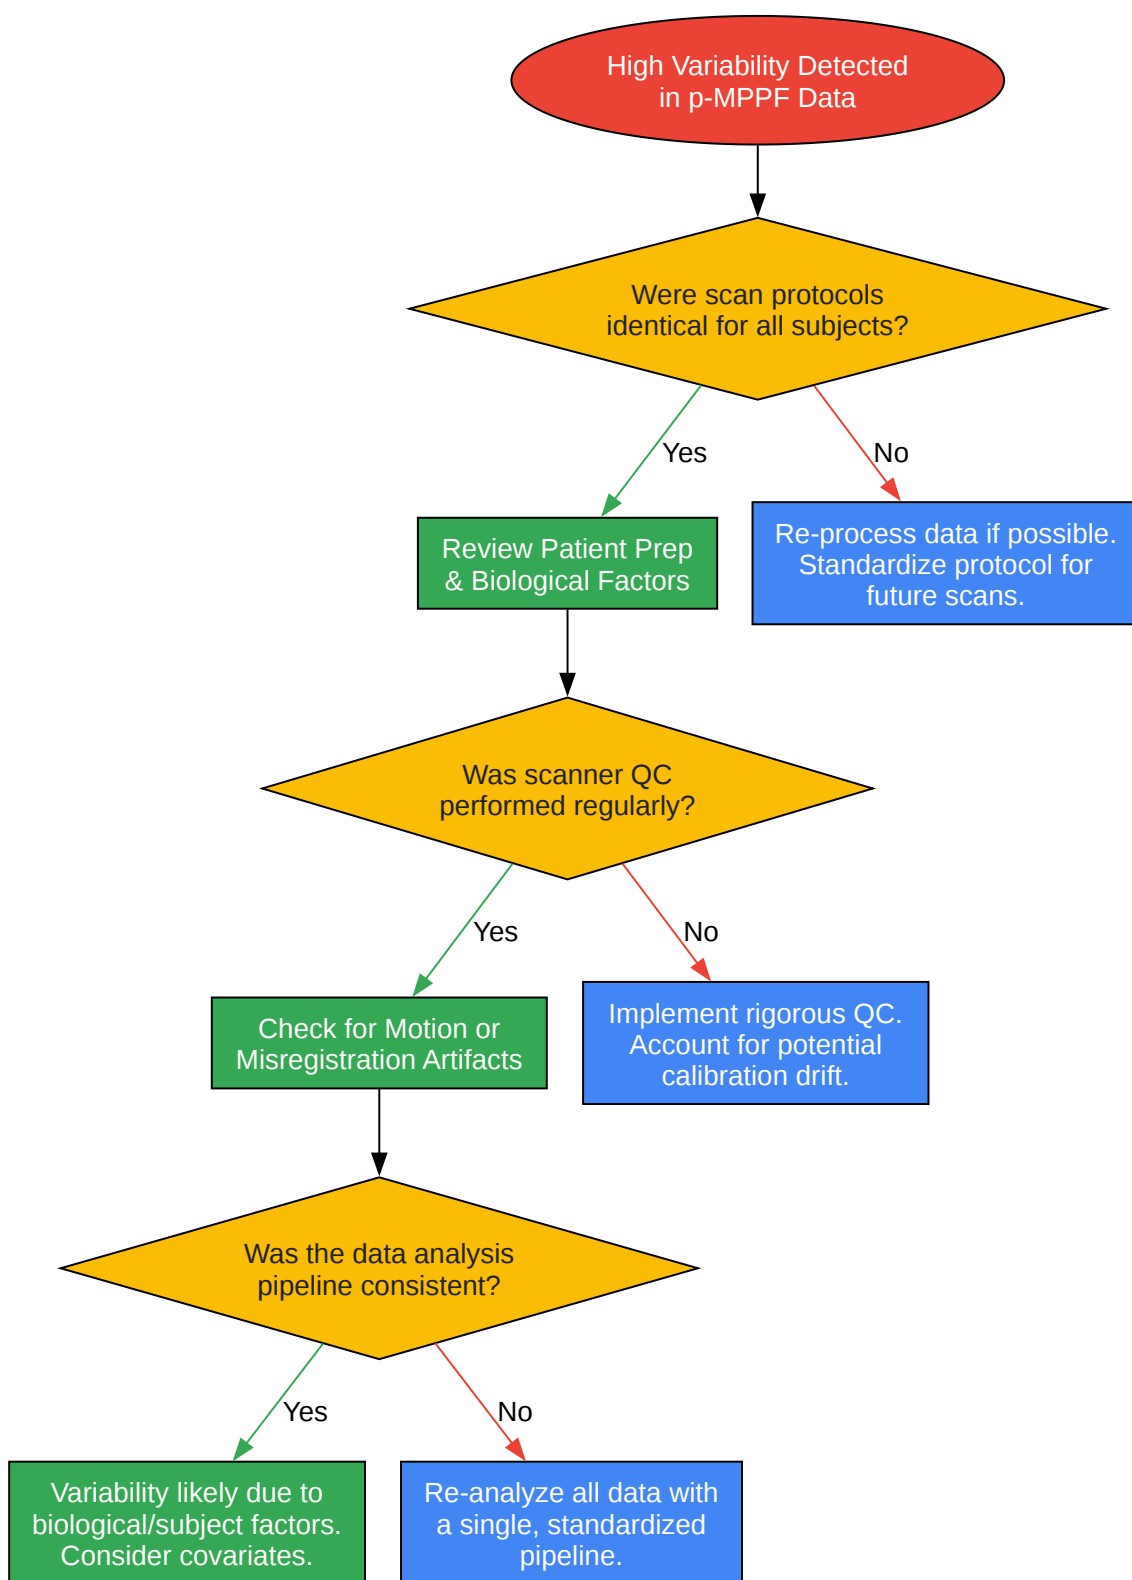 High Variability Detected
in p-MPPF Data
Were scan protocols
identical for all subjects?
Yes
No
Review Patient Prep
& Biological Factors
Re-process data if possible.
Standardize protocol for
future scans.
Was scanner QC
performed regularly?
Yes
No
Check for Motion or
Misregistration Artifacts
Implement rigorous QC.
Account for potential
calibration drift.
Was the data analysis
pipeline consistent?
Yes
No
Variability likely due to
biological/subject factors.
Consider covariates.
Re-analyze all data with
a single, standardized
pipeline.